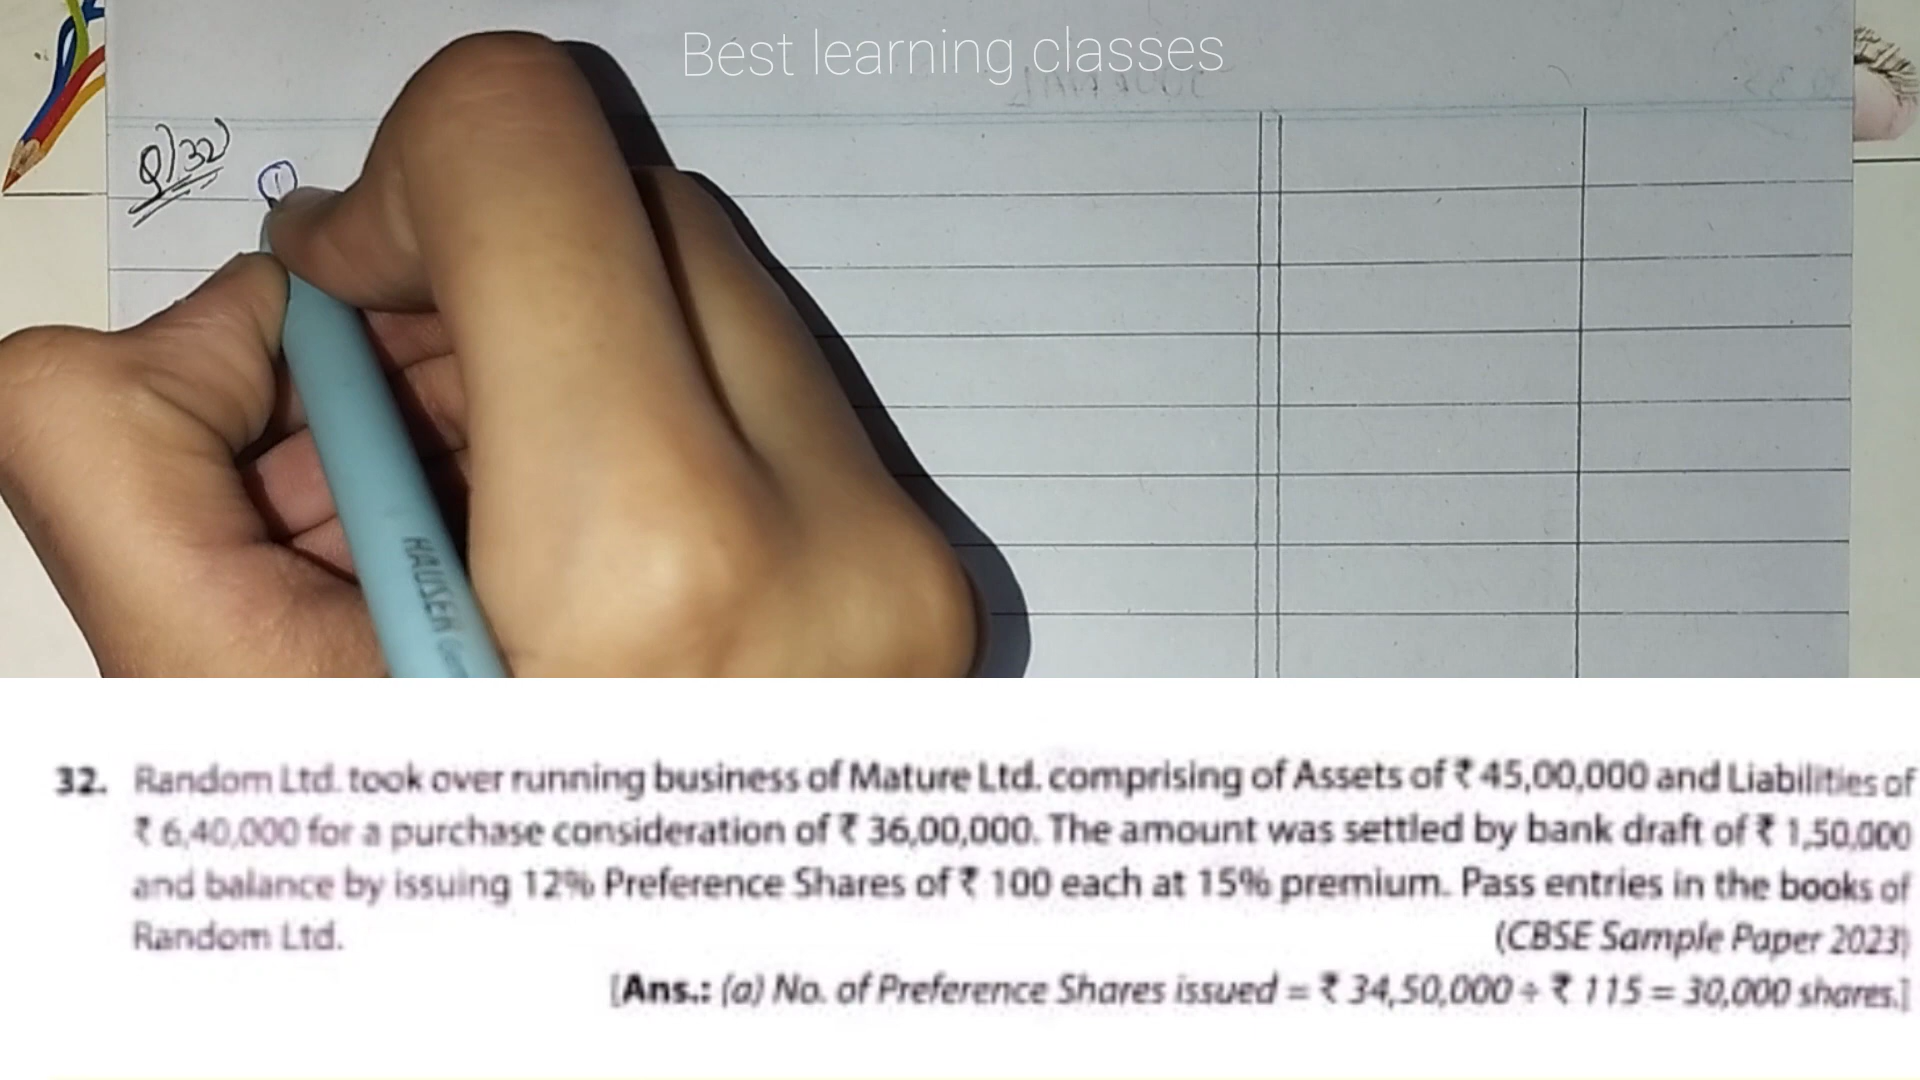 Best learning classes
Q/32)
1
HAUSER
32. Random Ltd. took over running business of Mature Ltd. comprising of Assets of ₹ 45,00,000 and Liabilities of
₹ 6,40,000 for a purchase consideration of ₹ 36,00,000. The amount was settled by bank draft of ₹ 1,50,000
and balance by issuing 12% Preference Shares of ₹ 100 each at 15% premium. Pass entries in the books of
Random Ltd. (CBSE Sample Paper 2023)
[Ans.: (a) No. of Preference Shares issued = ₹ 34,50,000 ÷ ₹ 115 = 30,000 shares.]